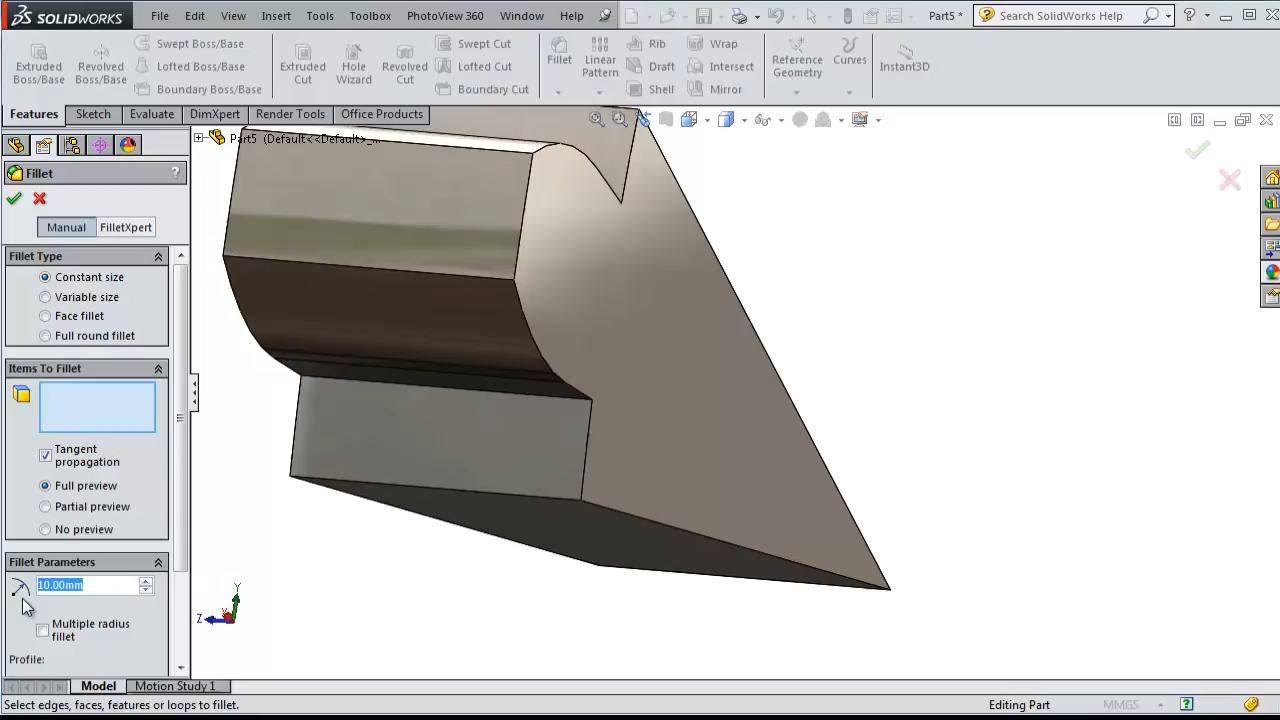 SOLIDWORKS File Edit View Insert Tools Toolbox PhotoView 360 Window Help Part5 * Search SolidWorks Help
Extruded Boss/Base
Revolved Boss/Base
Swept Boss/Base
Lofted Boss/Base
Boundary Boss/Base
Extruded Cut
Hole Wizard
Revolved Cut
Swept Cut
Lofted Cut
Boundary Cut
Fillet
Linear Pattern
Rib
Draft
Shell
Wrap
Intersect
Mirror
Reference Geometry
Curves
Instant3D
Features Sketch Evaluate DimXpert Render Tools Office Products
Part5 (Default<<Default>_...
Fillet ?
Manual FilletXpert
Fillet Type
Constant size
Variable size
Face fillet
Full round fillet
Items To Fillet
Tangent
propagation
Full preview
Partial preview
No preview
Fillet Parameters
10.00mm
Multiple radius
fillet
Profile:
Y
Z
Model Motion Study 1
Select edges, faces, features or loops to fillet. Editing Part MMGS